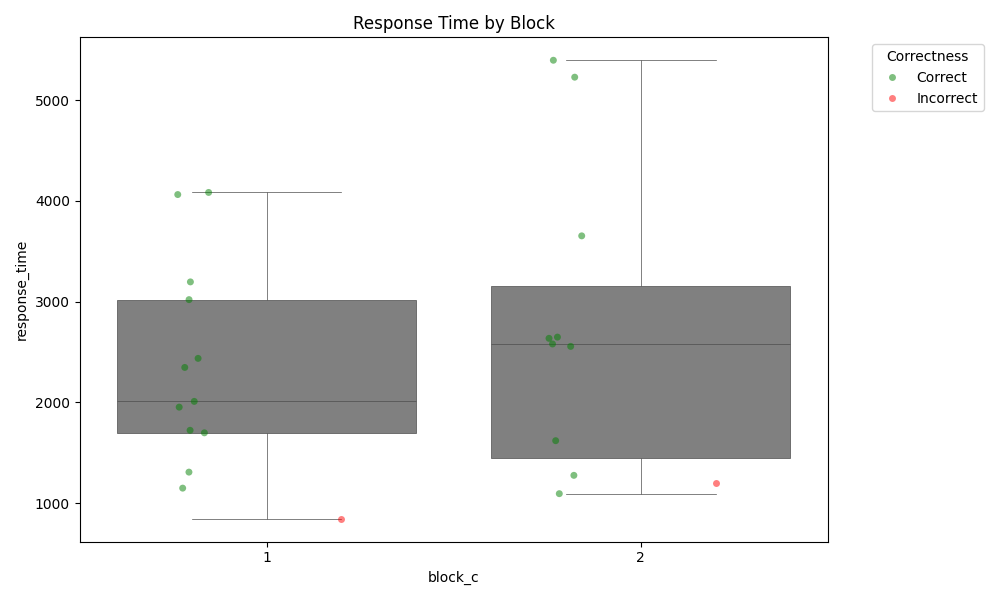 Response Time by Block
Correctness
Correct
Incorrect
response_time
5000
4000
3000
2000
1000
1
2
block_c